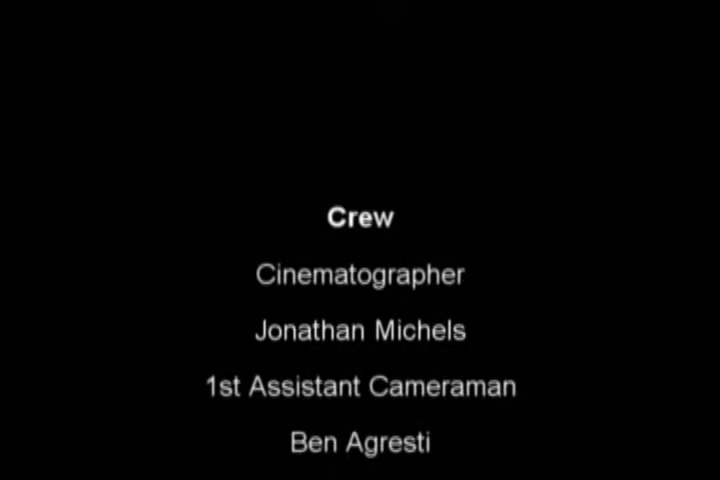 Crew
Cinematographer
Jonathan Michels
1st Assistant Cameraman
Ben Agresti